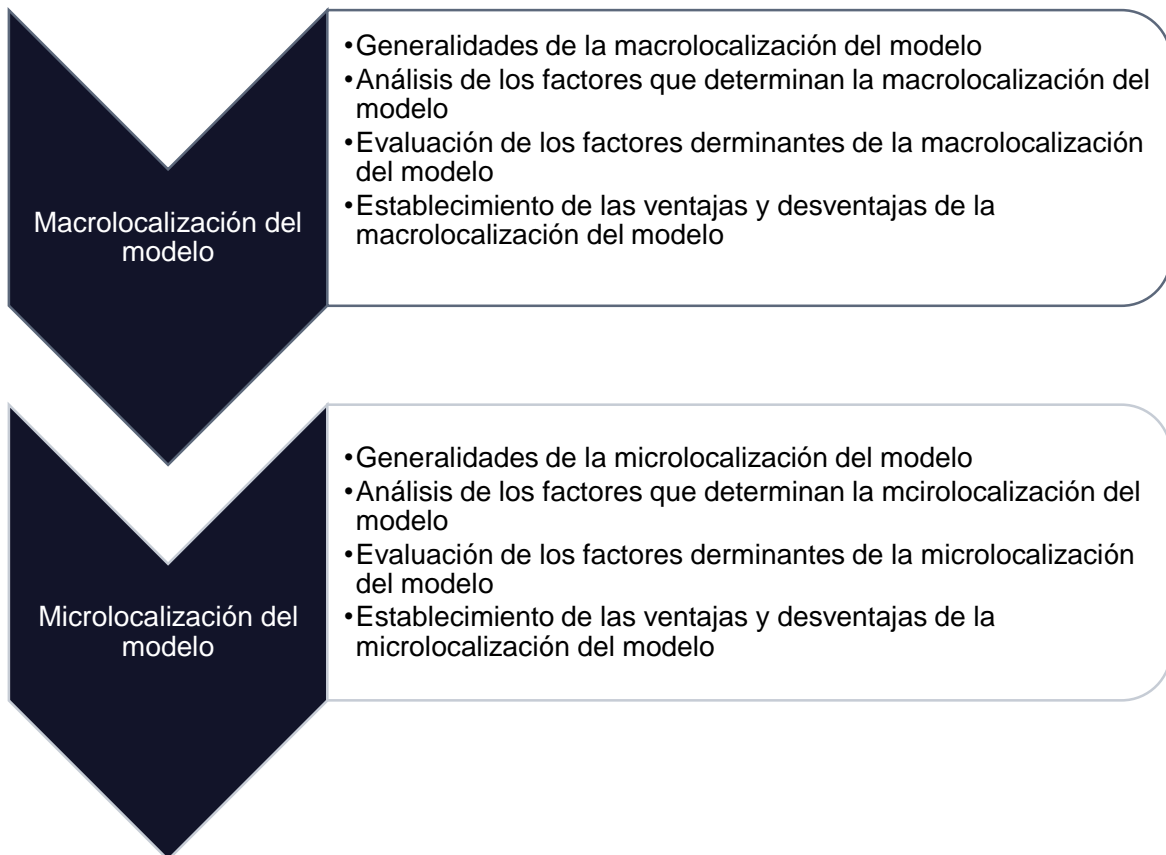 Macrolocalización del
modelo
•Generalidades de la macrolocalización del modelo
•Análisis de los factores que determinan la macrolocalización del
modelo
•Evaluación de los factores derminantes de la macrolocalización
del modelo
•Establecimiento de las ventajas y desventajas de la
macrolocalización del modelo
Microlocalización del
modelo
•Generalidades de la microlocalización del modelo
•Análisis de los factores que determinan la mcirolocalización del
modelo
•Evaluación de los factores derminantes de la microlocalización
del modelo
•Establecimiento de las ventajas y desventajas de la
microlocalización del modelo